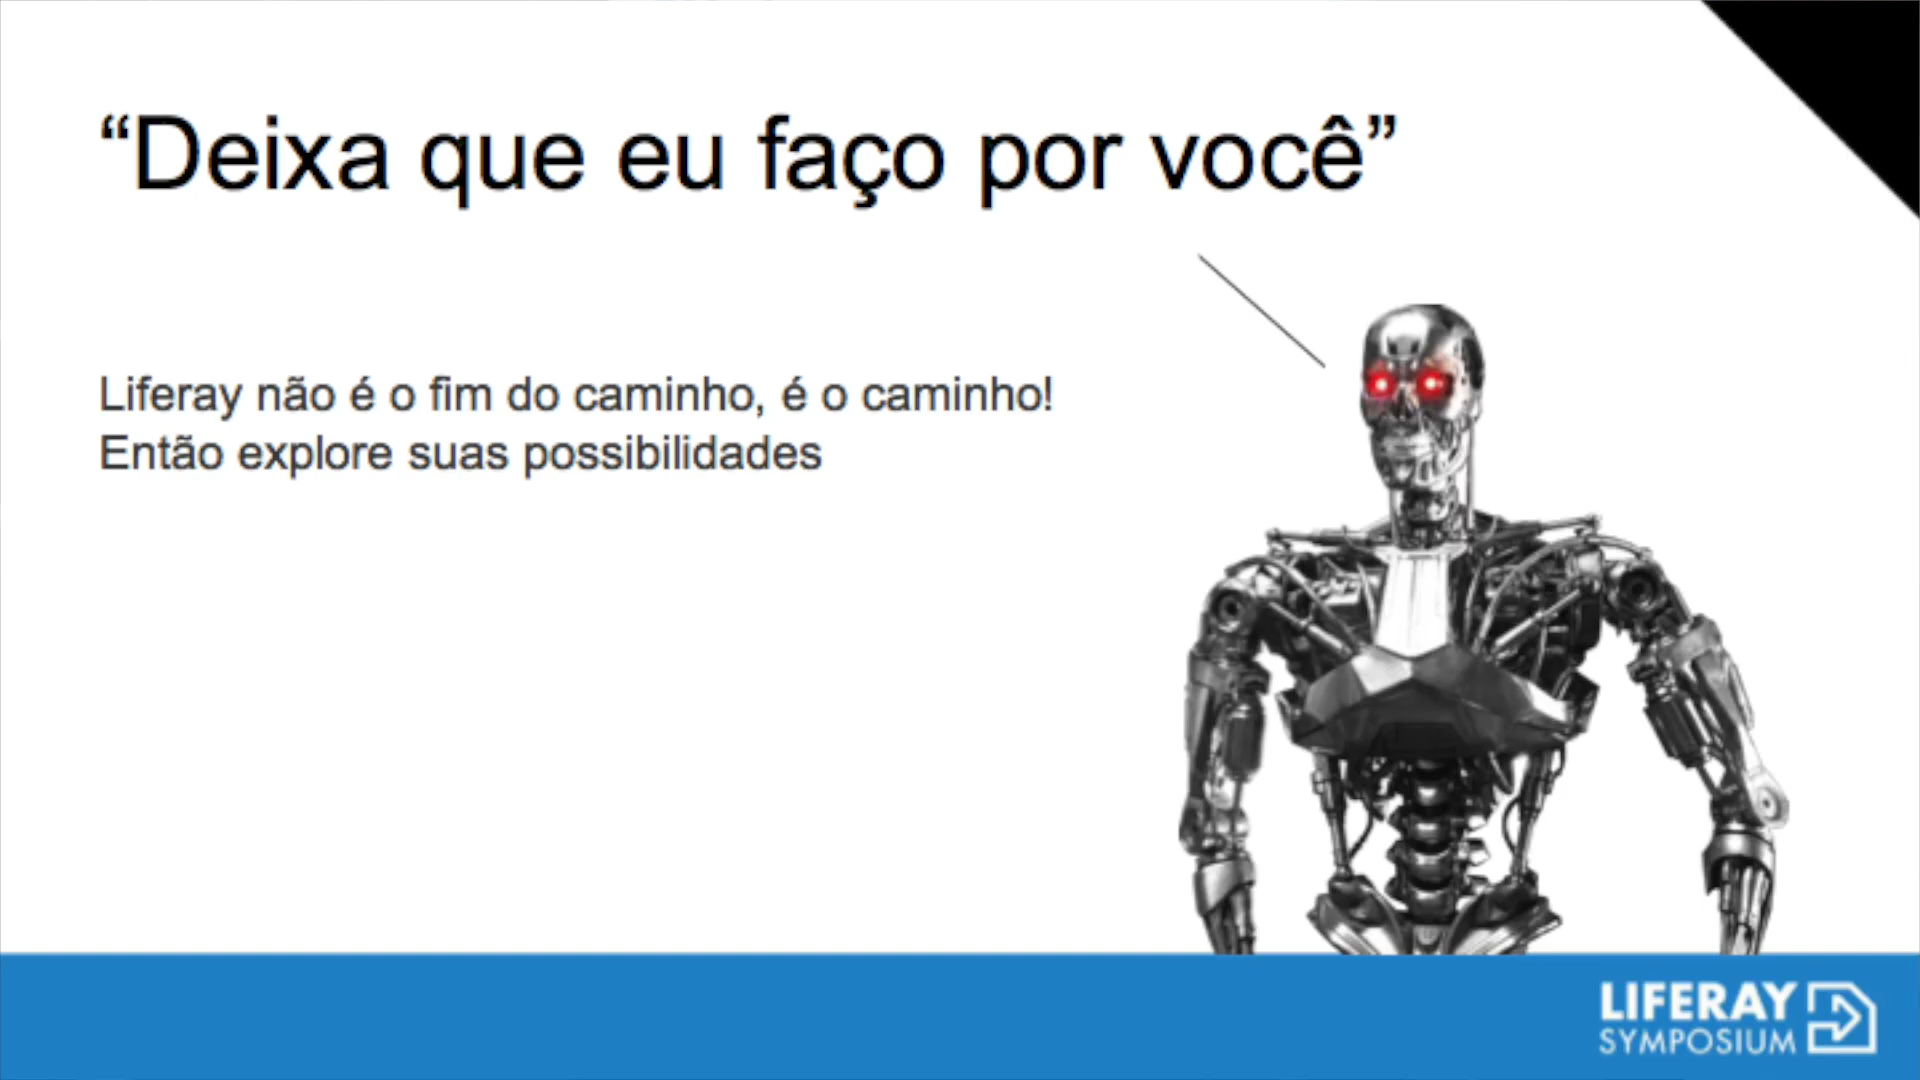 “Deixa que eu faço por você”
Liferay não é o fim do caminho, é o caminho!
Então explore suas possibilidades
LIFERAY
SYMPOSIUM